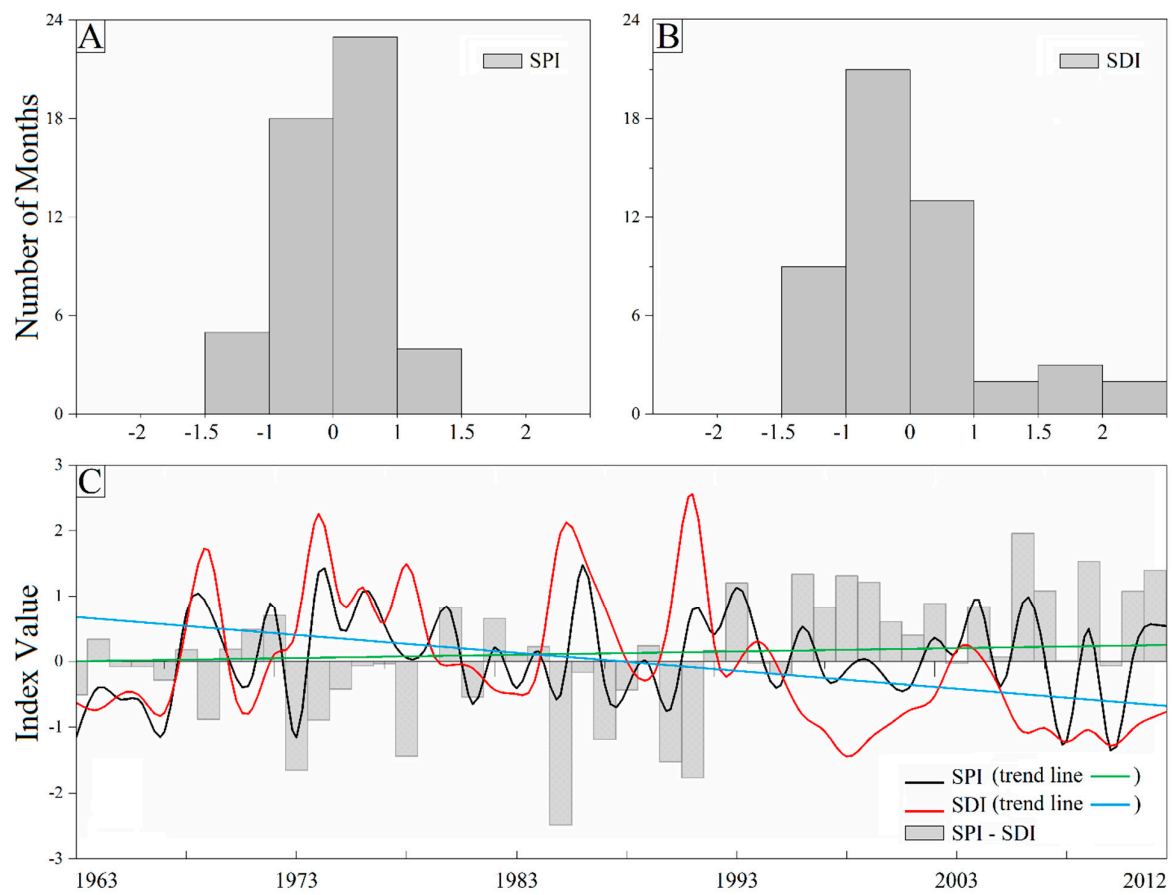 A
SPI
B
SDI
Number of Months
24
18
12
6
0
-2 -1.5 -1 0 1 1.5 2
24
18
12
6
0
-2 -1.5 -1 0 1 1.5 2
C
Index Value
3
2
1
0
-1
-2
-3
SPI (trend line )
SDI (trend line )
SPI - SDI
1963 1973 1983 1993 2003 2012